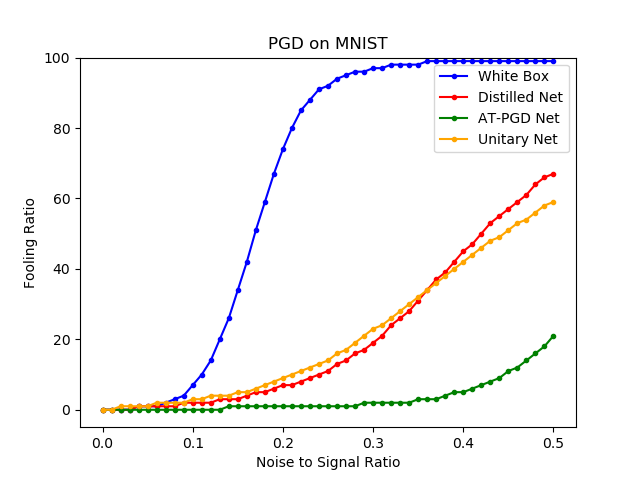 PGD on MNIST
100
80
60
40
20
0
Fooling Ratio
White Box
Distilled Net
AT-PGD Net
Unitary Net
0.0 0.1 0.2 0.3 0.4 0.5
Noise to Signal Ratio